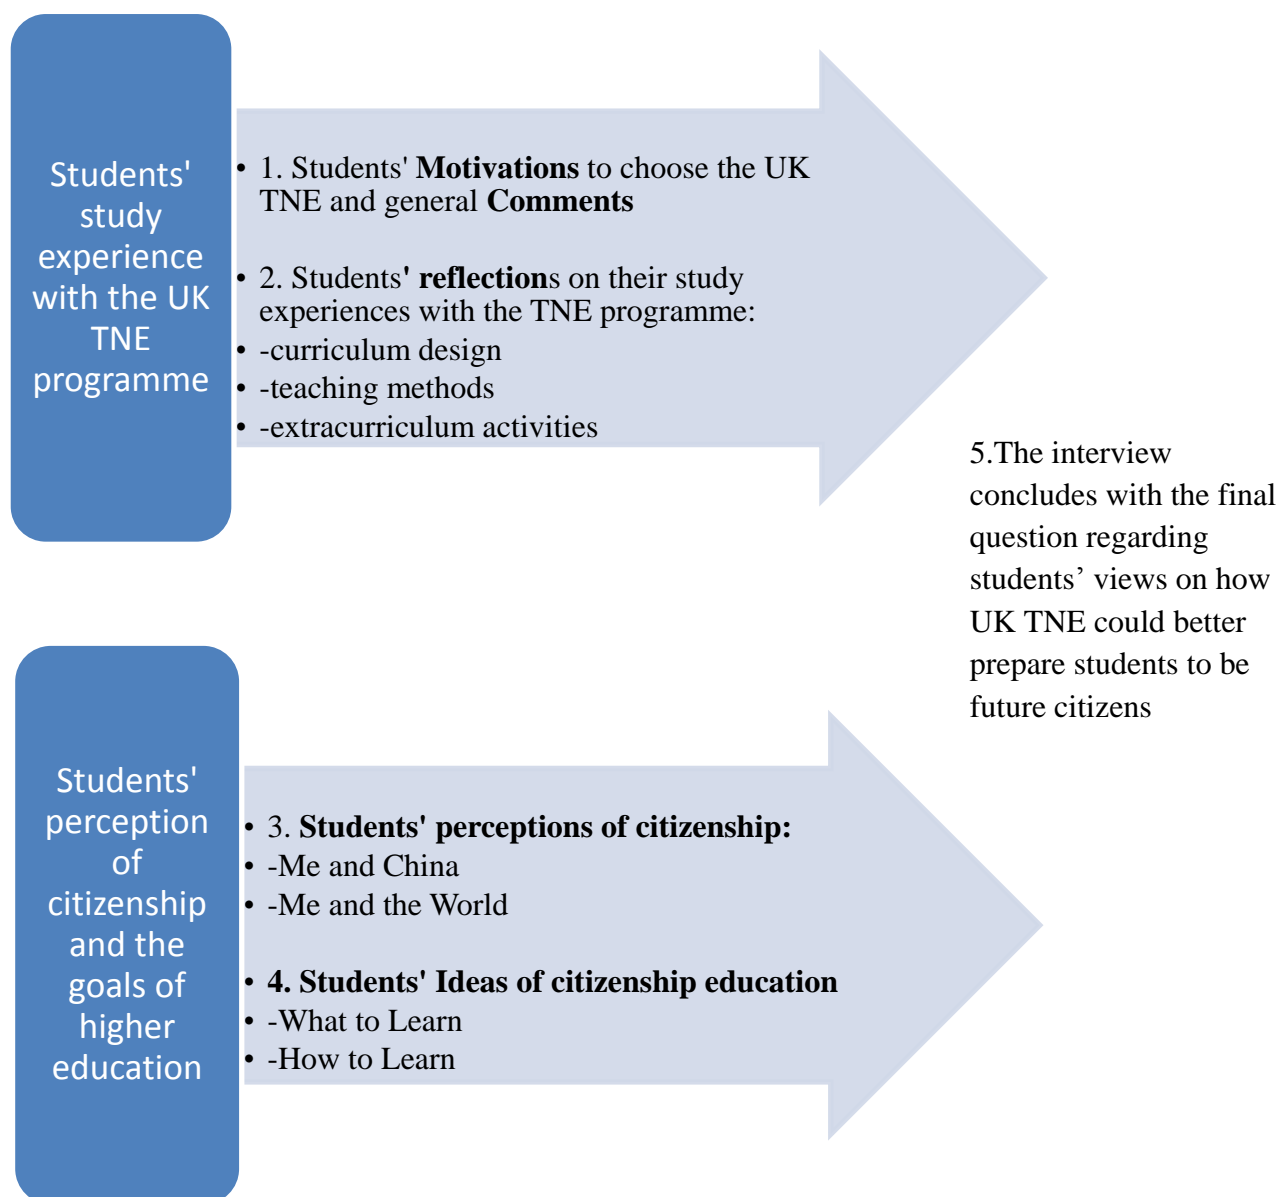 Students'
study
experience
with the UK
TNE
programme
• 1. Students' Motivations to choose the UK
TNE and general Comments
• 2. Students' reflections on their study
experiences with the TNE programme:
• -curriculum design
• -teaching methods
• -extracurriculum activities
Students'
perception
of
citizenship
and the
goals of
higher
education
• 3. Students' perceptions of citizenship:
• -Me and China
• -Me and the World
• 4. Students' Ideas of citizenship education
• -What to Learn
• -How to Learn
5.The interview
concludes with the final
question regarding
students’ views on how
UK TNE could better
prepare students to be
future citizens